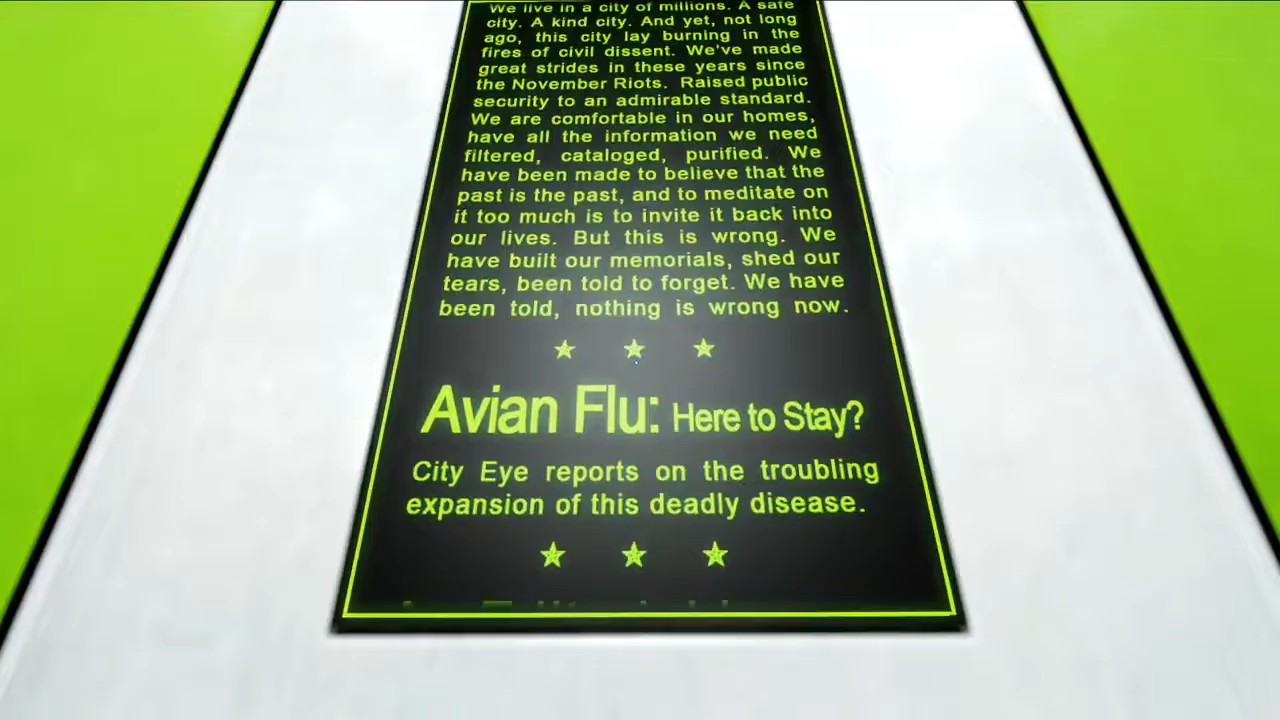 We live in a city of millions. A safe
city. A kind city. And yet, not long
ago, this city lay burning in the
fires of civil dissent. We've made
great strides in these years since
the November Riots. Raised public
security to an admirable standard.
We are comfortable in our homes,
have all the information we need
filtered, cataloged, purified. We
have been made to believe that the
past is the past, and to meditate on
it too much is to invite it back into
our lives. But this is wrong. We
have built our memorials, shed our
tears, been told to forget. We have
been told, nothing is wrong now.
Avian Flu: Here to Stay?
City Eye reports on the troubling
expansion of this deadly disease.